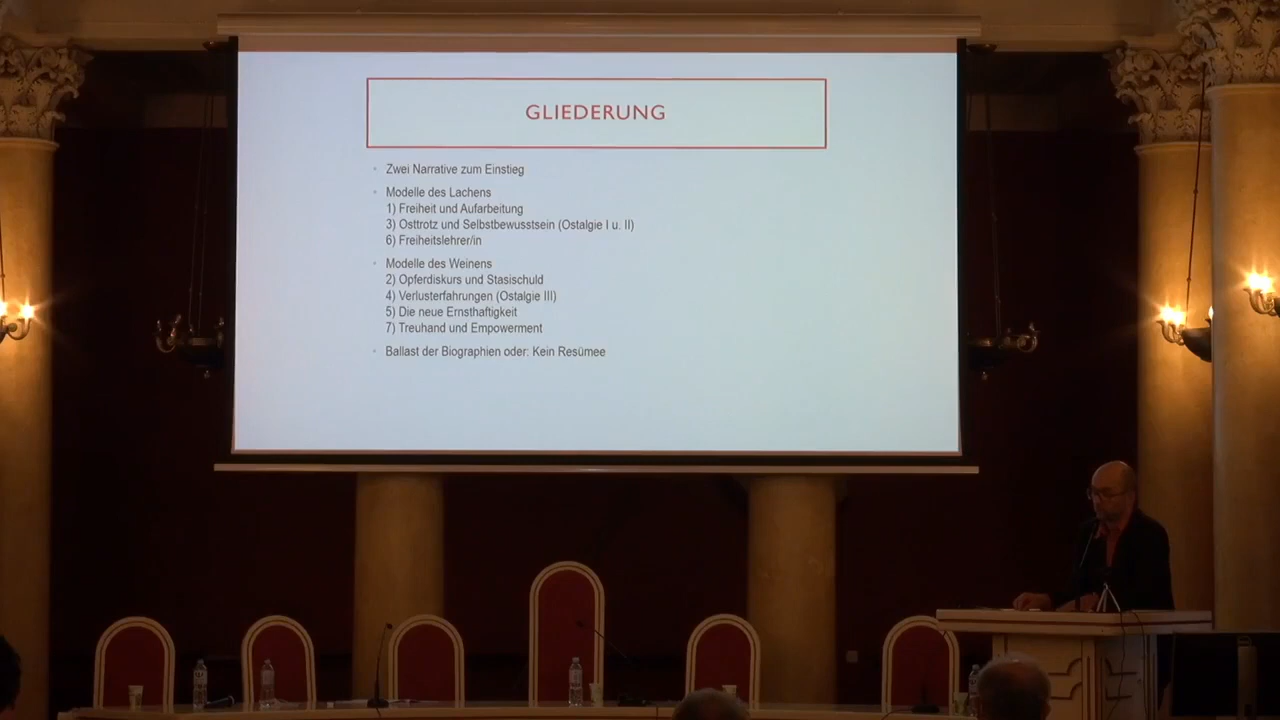 GLIEDERUNG
Zwei Narrative zum Einstieg
Modelle des Lachens
1) Freiheit und Aufarbeitung
3) Osttrotz und Selbstbewusstsein (Ostalgie I u. II)
6) Freiheitslehrer/in
Modelle des Weinens
2) Opferdiskurs und Stasischuld
4) Verlusterfahrungen (Ostalgie III)
5) Die neue Ernsthaftigkeit
7) Treuhand und Empowerment
Ballast der Biographien oder: Kein Resümee